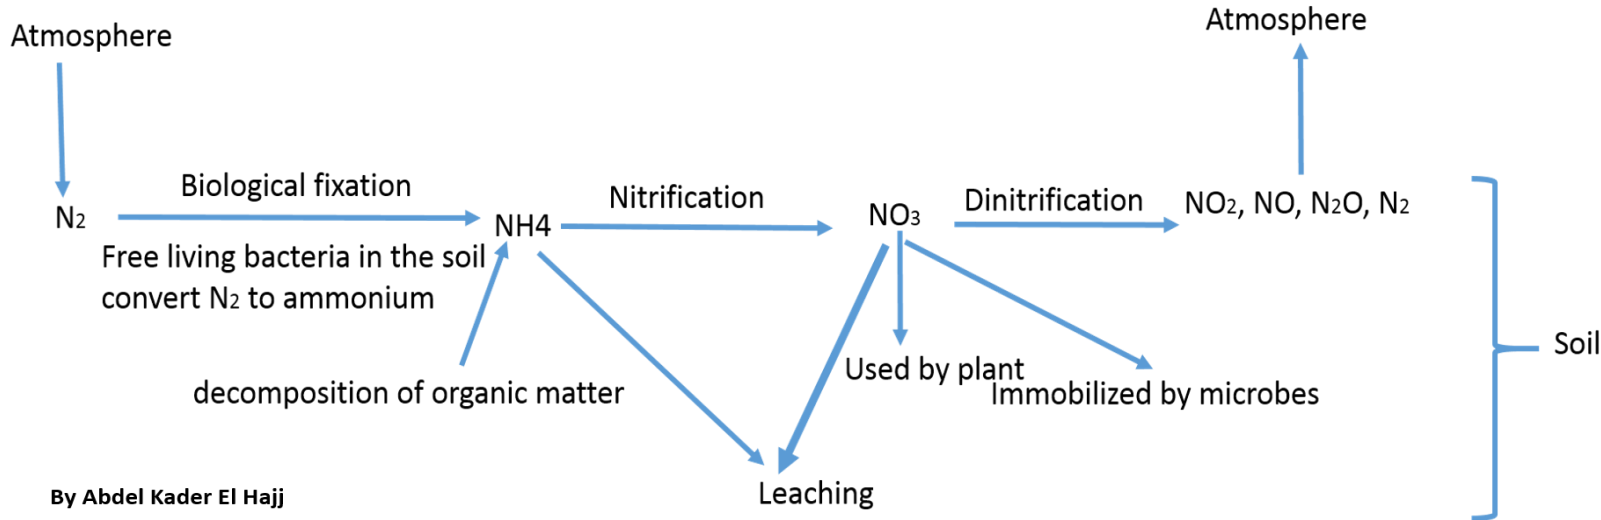 Atmosphere
Atmosphere
N2
Biological fixation
Free living bacteria in the soil
convert N2 to ammonium
NH4
Nitrification
NO3
Dinitrification
NO2, NO, N2O, N2
decomposition of organic matter
Used by plant
Immobilized by microbes
Soil
Leaching
By Abdel Kader El Hajj